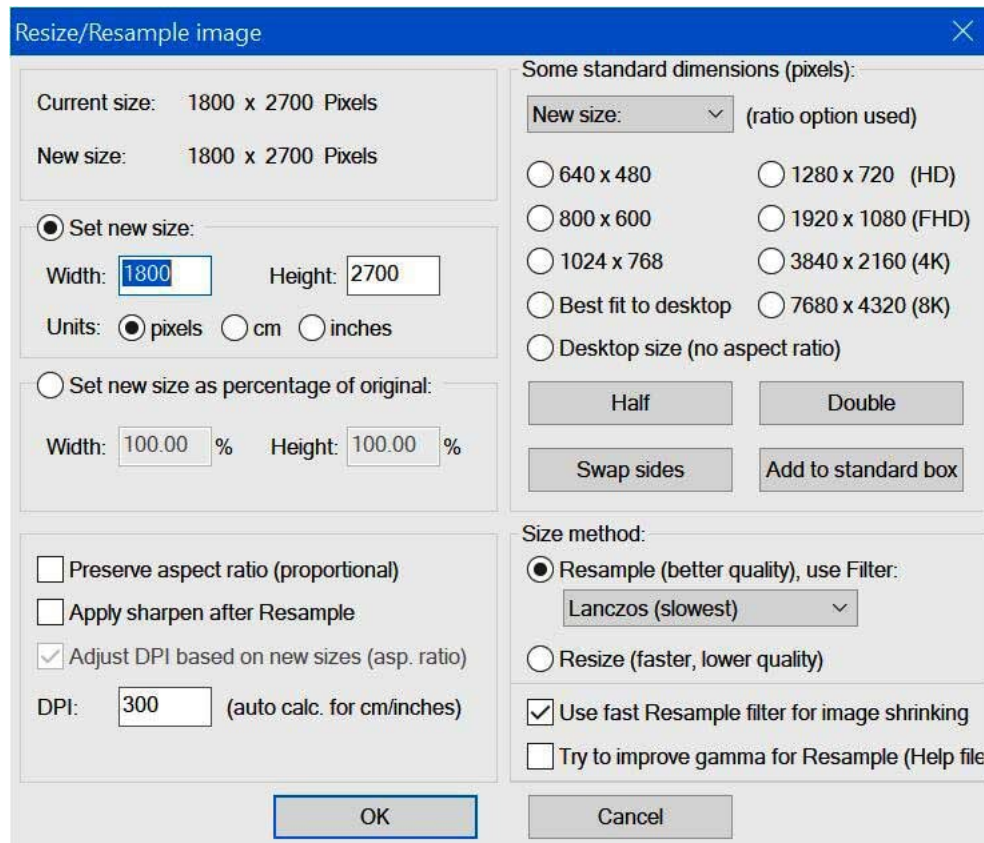 Resize/Resample image
Current size: 1800 x 2700 Pixels
New size: 1800 x 2700 Pixels
Set new size:
Width: 1800 Height: 2700
Units: pixels cm inches
Set new size as percentage of original:
Width: 100.00 % Height: 100.00 %
Preserve aspect ratio (proportional)
Apply sharpen after Resample
Adjust DPI based on new sizes (asp. ratio)
DPI: 300 (auto calc. for cm/inches)
Some standard dimensions (pixels):
New size: (ratio option used)
640 x 480 1280 x 720 (HD)
800 x 600 1920 x 1080 (FHD)
1024 x 768 3840 x 2160 (4K)
Best fit to desktop 7680 x 4320 (8K)
Desktop size (no aspect ratio)
Half Double
Swap sides Add to standard box
Size method:
Resample (better quality), use Filter:
Lanczos (slowest)
Resize (faster, lower quality)
Use fast Resample filter for image shrinking
Try to improve gamma for Resample (Help file
OK Cancel